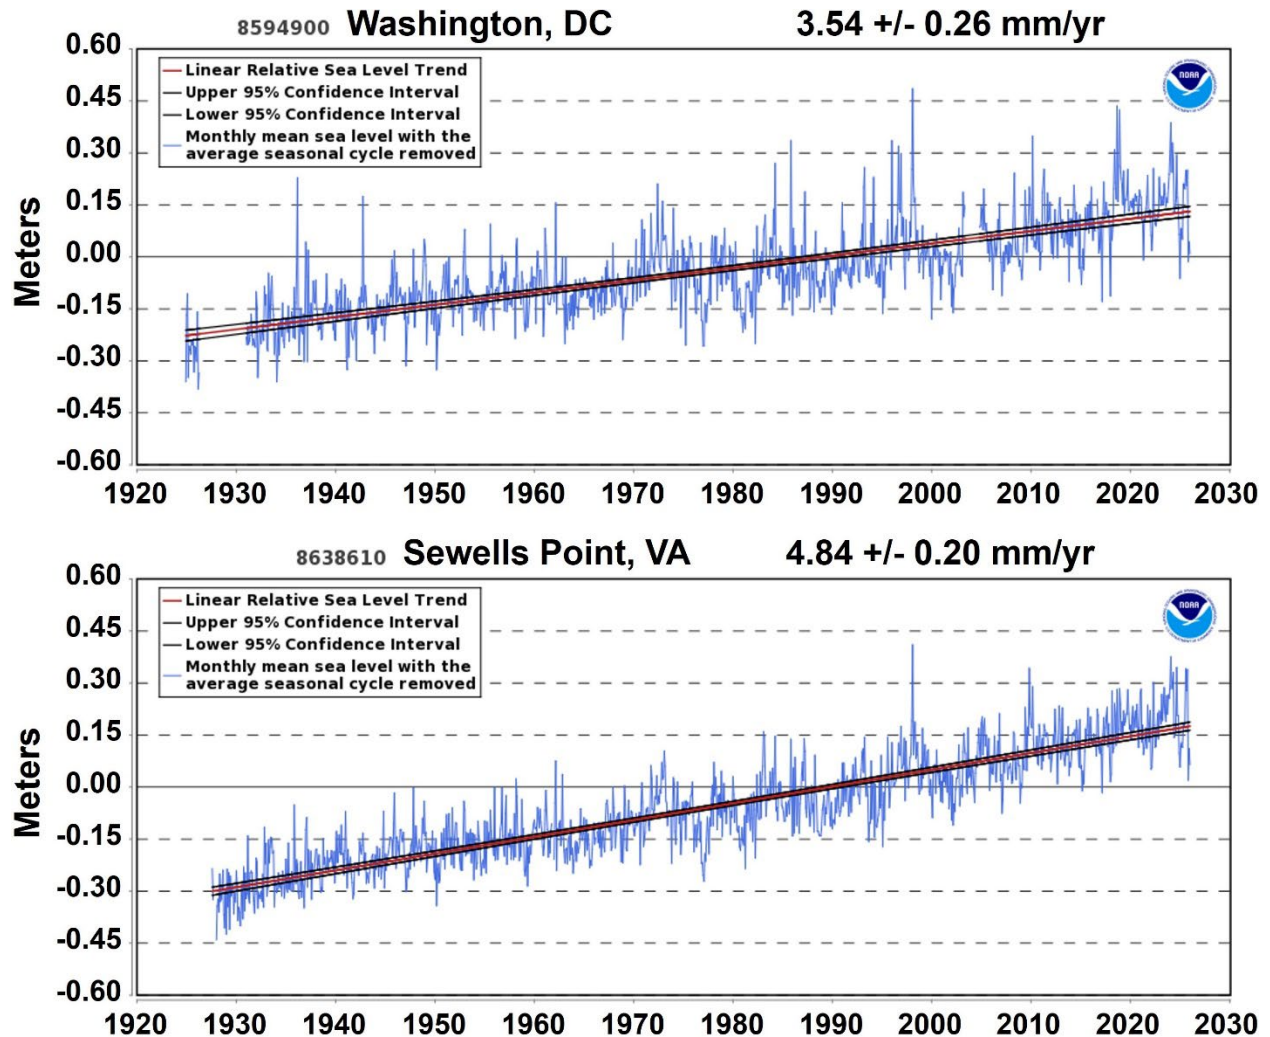 8594900 Washington, DC 3.54 +/- 0.26 mm/yr
0.60
0.45
0.30
0.15
0.00
-0.15
-0.30
-0.45
-0.60
Meters
Linear Relative Sea Level Trend
Upper 95% Confidence Interval
Lower 95% Confidence Interval
Monthly mean sea level with the
average seasonal cycle removed
NOAA
1920 1930 1940 1950 1960 1970 1980 1990 2000 2010 2020 2030
8638610 Sewells Point, VA 4.84 +/- 0.20 mm/yr
0.60
0.45
0.30
0.15
0.00
-0.15
-0.30
-0.45
-0.60
Meters
Linear Relative Sea Level Trend
Upper 95% Confidence Interval
Lower 95% Confidence Interval
Monthly mean sea level with the
average seasonal cycle removed
NOAA
1920 1930 1940 1950 1960 1970 1980 1990 2000 2010 2020 2030